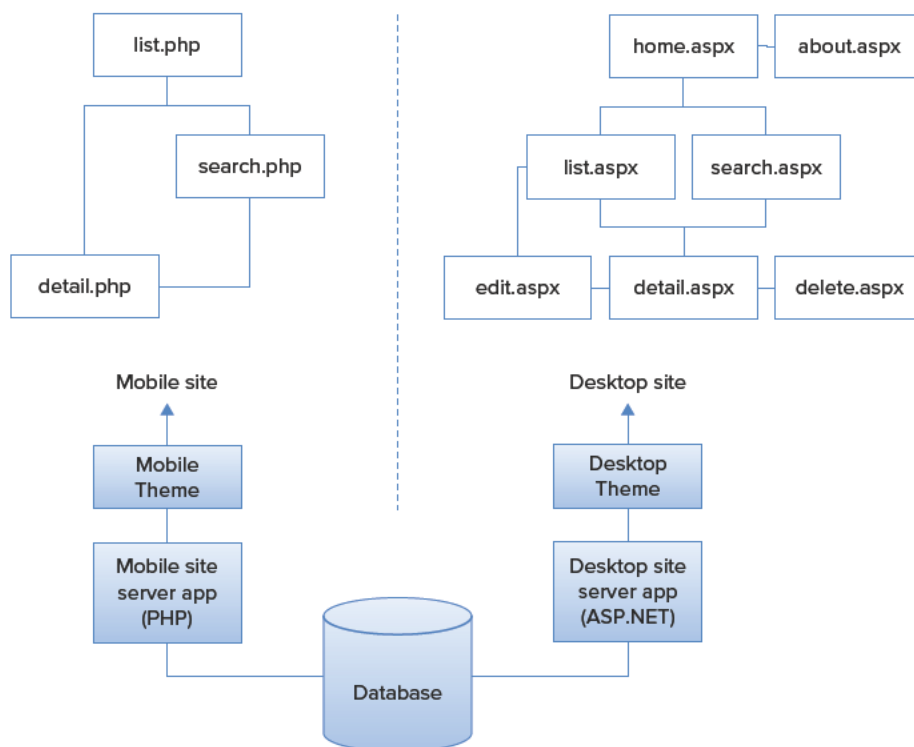 list.php
search.php
detail.php
home.aspx
about.aspx
list.aspx
search.aspx
edit.aspx
detail.aspx
delete.aspx
Mobile site
Mobile
Theme
Mobile site
server app
(PHP)
Desktop site
Desktop
Theme
Desktop site
server app
(ASP.NET)
Database